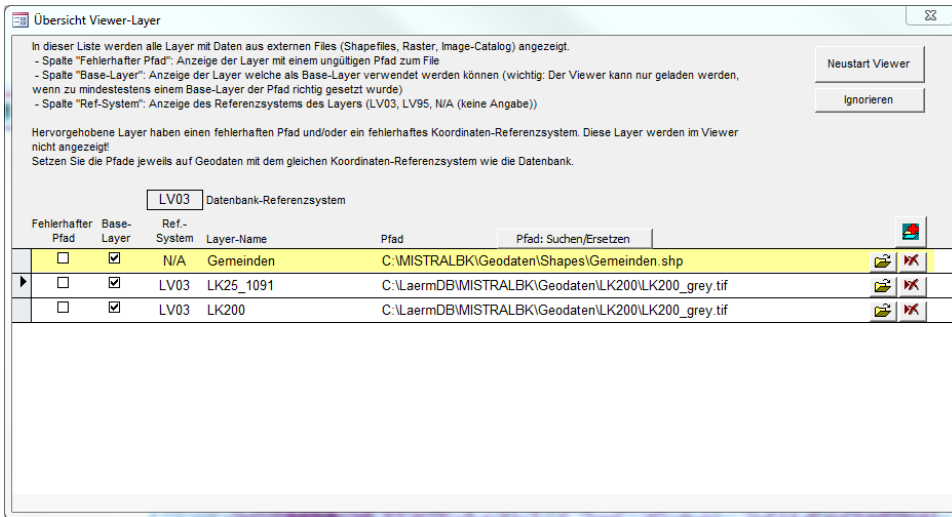 Übersicht Viewer-Layer
In dieser Liste werden alle Layer mit Daten aus externen Files (Shapefiles, Raster, Image-Catalog) angezeigt.
- Spalte "Fehlerhafter Pfad": Anzeige der Layer mit einem ungültigen Pfad zum File
- Spalte "Base-Layer": Anzeige der Layer welche als Base-Layer verwendet werden können (wichtig: Der Viewer kann nur geladen werden,
wenn zu mindestestens einem Base-Layer der Pfad richtig gesetzt wurde)
- Spalte "Ref-System": Anzeige des Referenzsystems des Layers (LV03, LV95, N/A (keine Angabe))
Neustart Viewer
Ignorieren
Hervorgehobene Layer haben einen fehlerhaften Pfad und/oder ein fehlerhaftes Koordinaten-Referenzsystem. Diese Layer werden im Viewer
nicht angezeigt!
Setzen Sie die Pfade jeweils auf Geodaten mit dem gleichen Koordinaten-Referenzsystem wie die Datenbank.
LV03 Datenbank-Referenzsystem
Fehlerhafter Base- Ref.-
Pfad Layer System Layer-Name Pfad Pfad: Suchen/Ersetzen
N/A Gemeinden C:\MISTRALBK\Geodaten\Shapes\Gemeinden.shp
LV03 LK25_1091 C:\LaermDB\MISTRALBK\Geodaten\LK200\LK200_grey.tif
LV03 LK200 C:\LaermDB\MISTRALBK\Geodaten\LK200\LK200_grey.tif